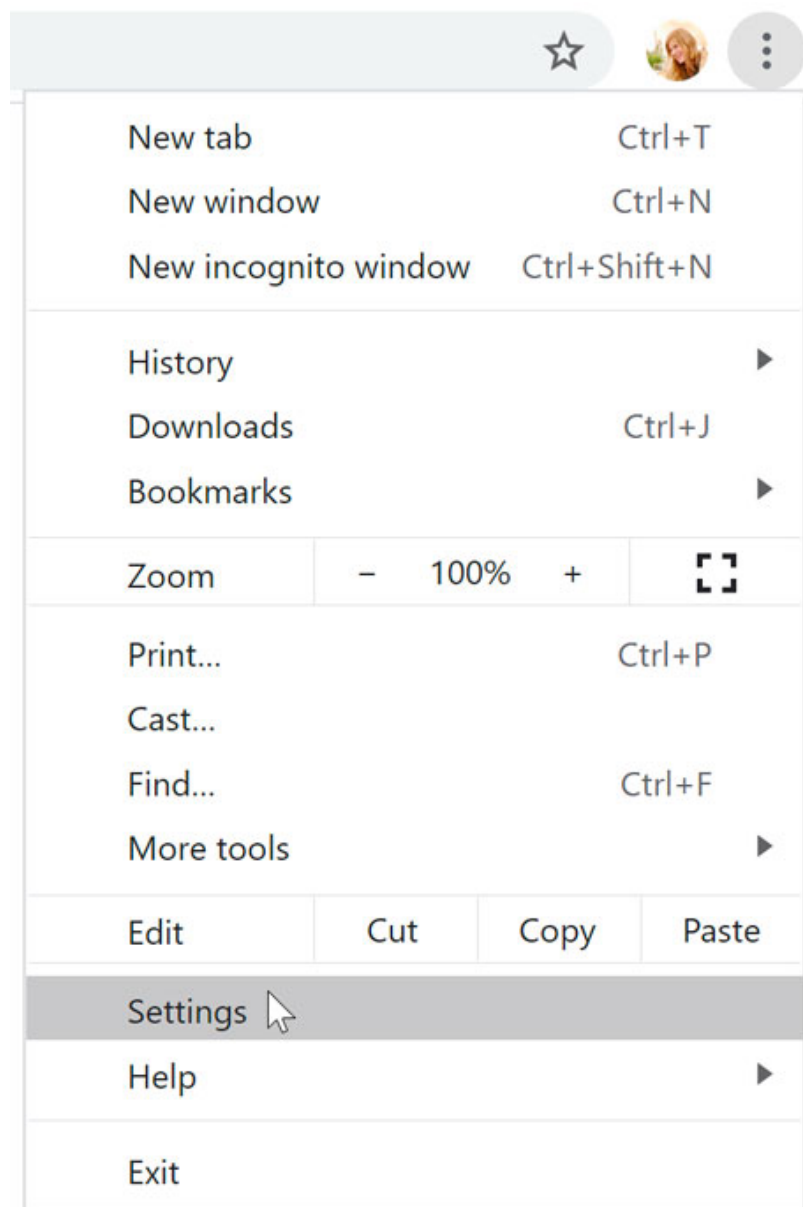 New tab Ctrl+T
New window Ctrl+N
New incognito window Ctrl+Shift+N
History
Downloads Ctrl+J
Bookmarks
Zoom − 100% +
Print... Ctrl+P
Cast...
Find... Ctrl+F
More tools
Edit Cut Copy Paste
Settings
Help
Exit